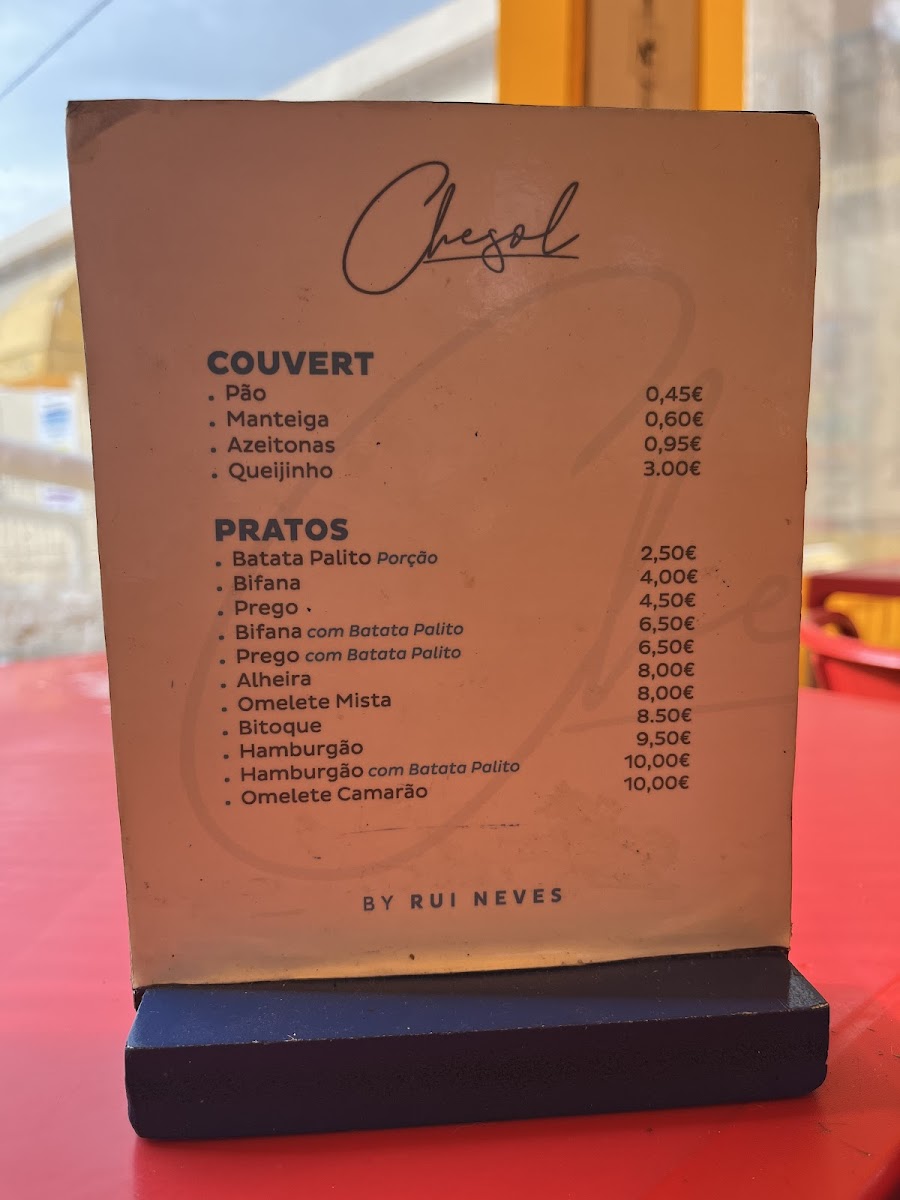 Chesol
COUVERT
. Pão 0,45€
. Manteiga 0,60€
. Azeitonas 0,95€
. Queijinho 3.00€
PRATOS
. Batata Palito Porção 2,50€
. Bifana 4,00€
. Prego 4,50€
. Bifana com Batata Palito 6,50€
. Prego com Batata Palito 6,50€
. Alheira 8,00€
. Omelete Mista 8,00€
. Bitoque 8.50€
. Hamburgão 9,50€
. Hamburgão com Batata Palito 10,00€
. Omelete Camarão 10,00€
BY RUI NEVES